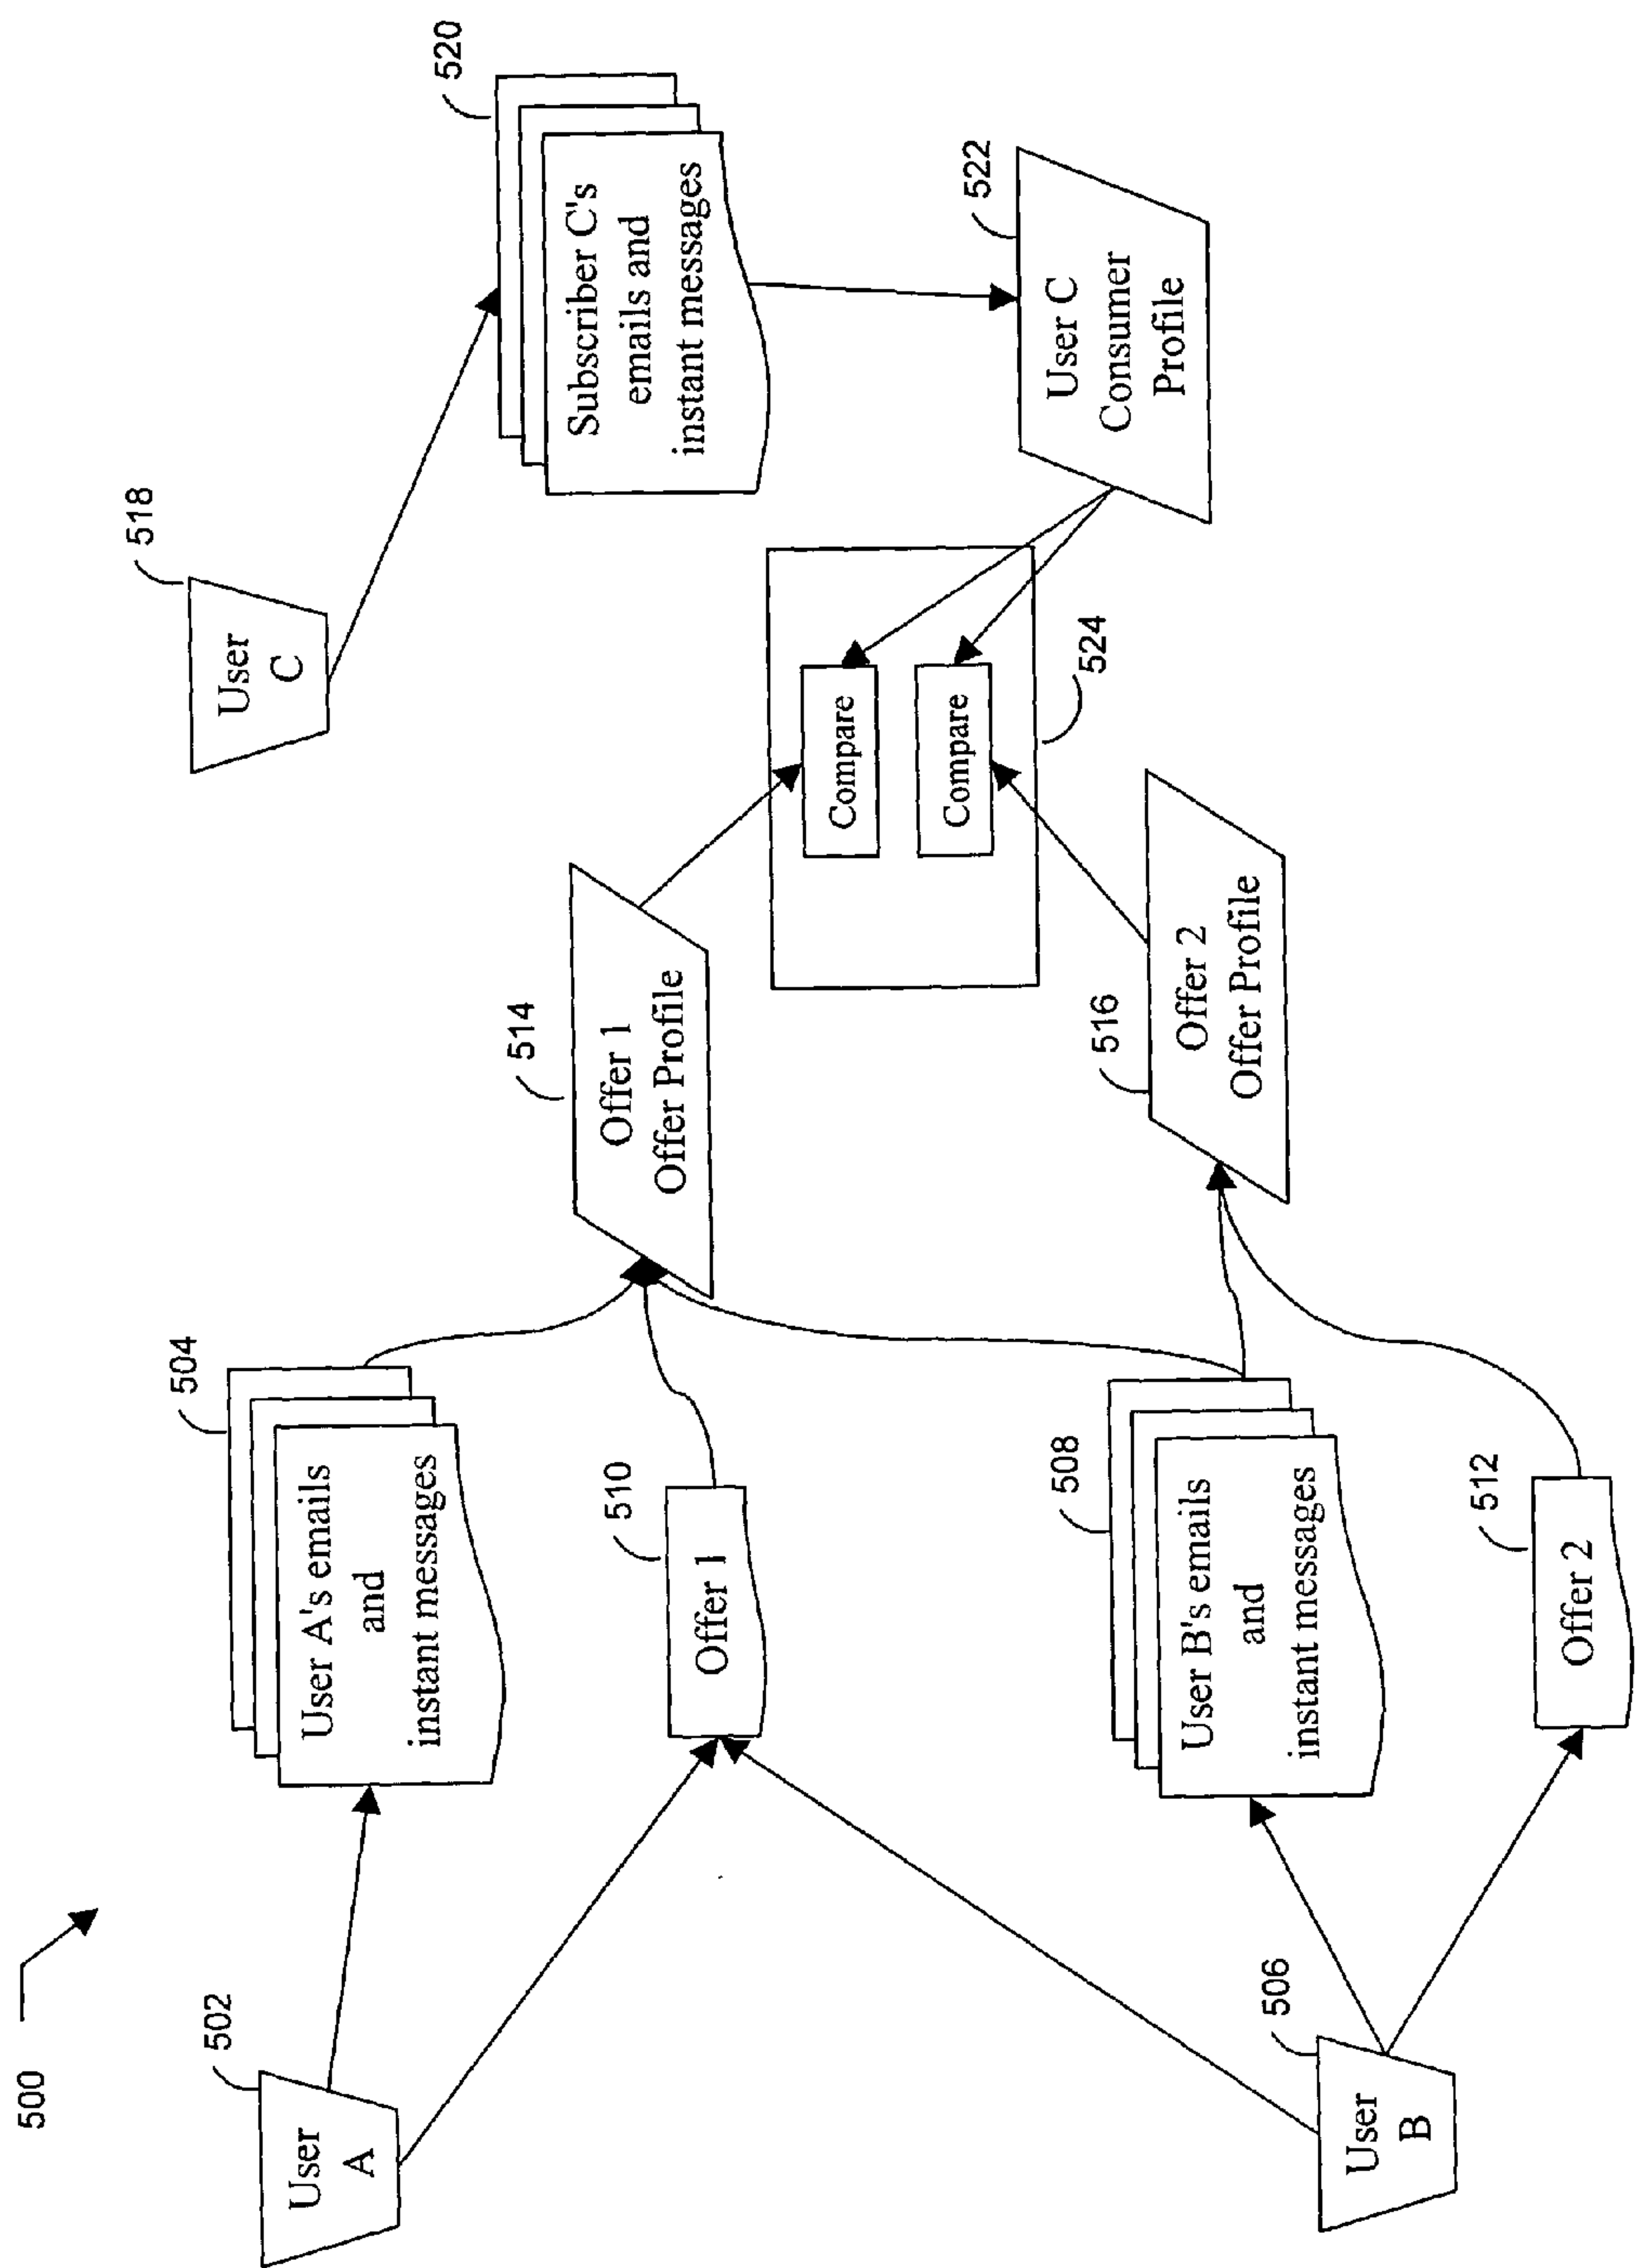 500
502
User
A
504
User A's emails
and
instant messages
510
Offer 1
506
User
B
508
User B's emails
and
instant messages
512
Offer 2
514
Offer 1
Offer Profile
516
Offer 2
Offer Profile
518
User
C
520
Subscriber C's
emails and
instant messages
522
User C
Consumer
Profile
Compare
Compare
524